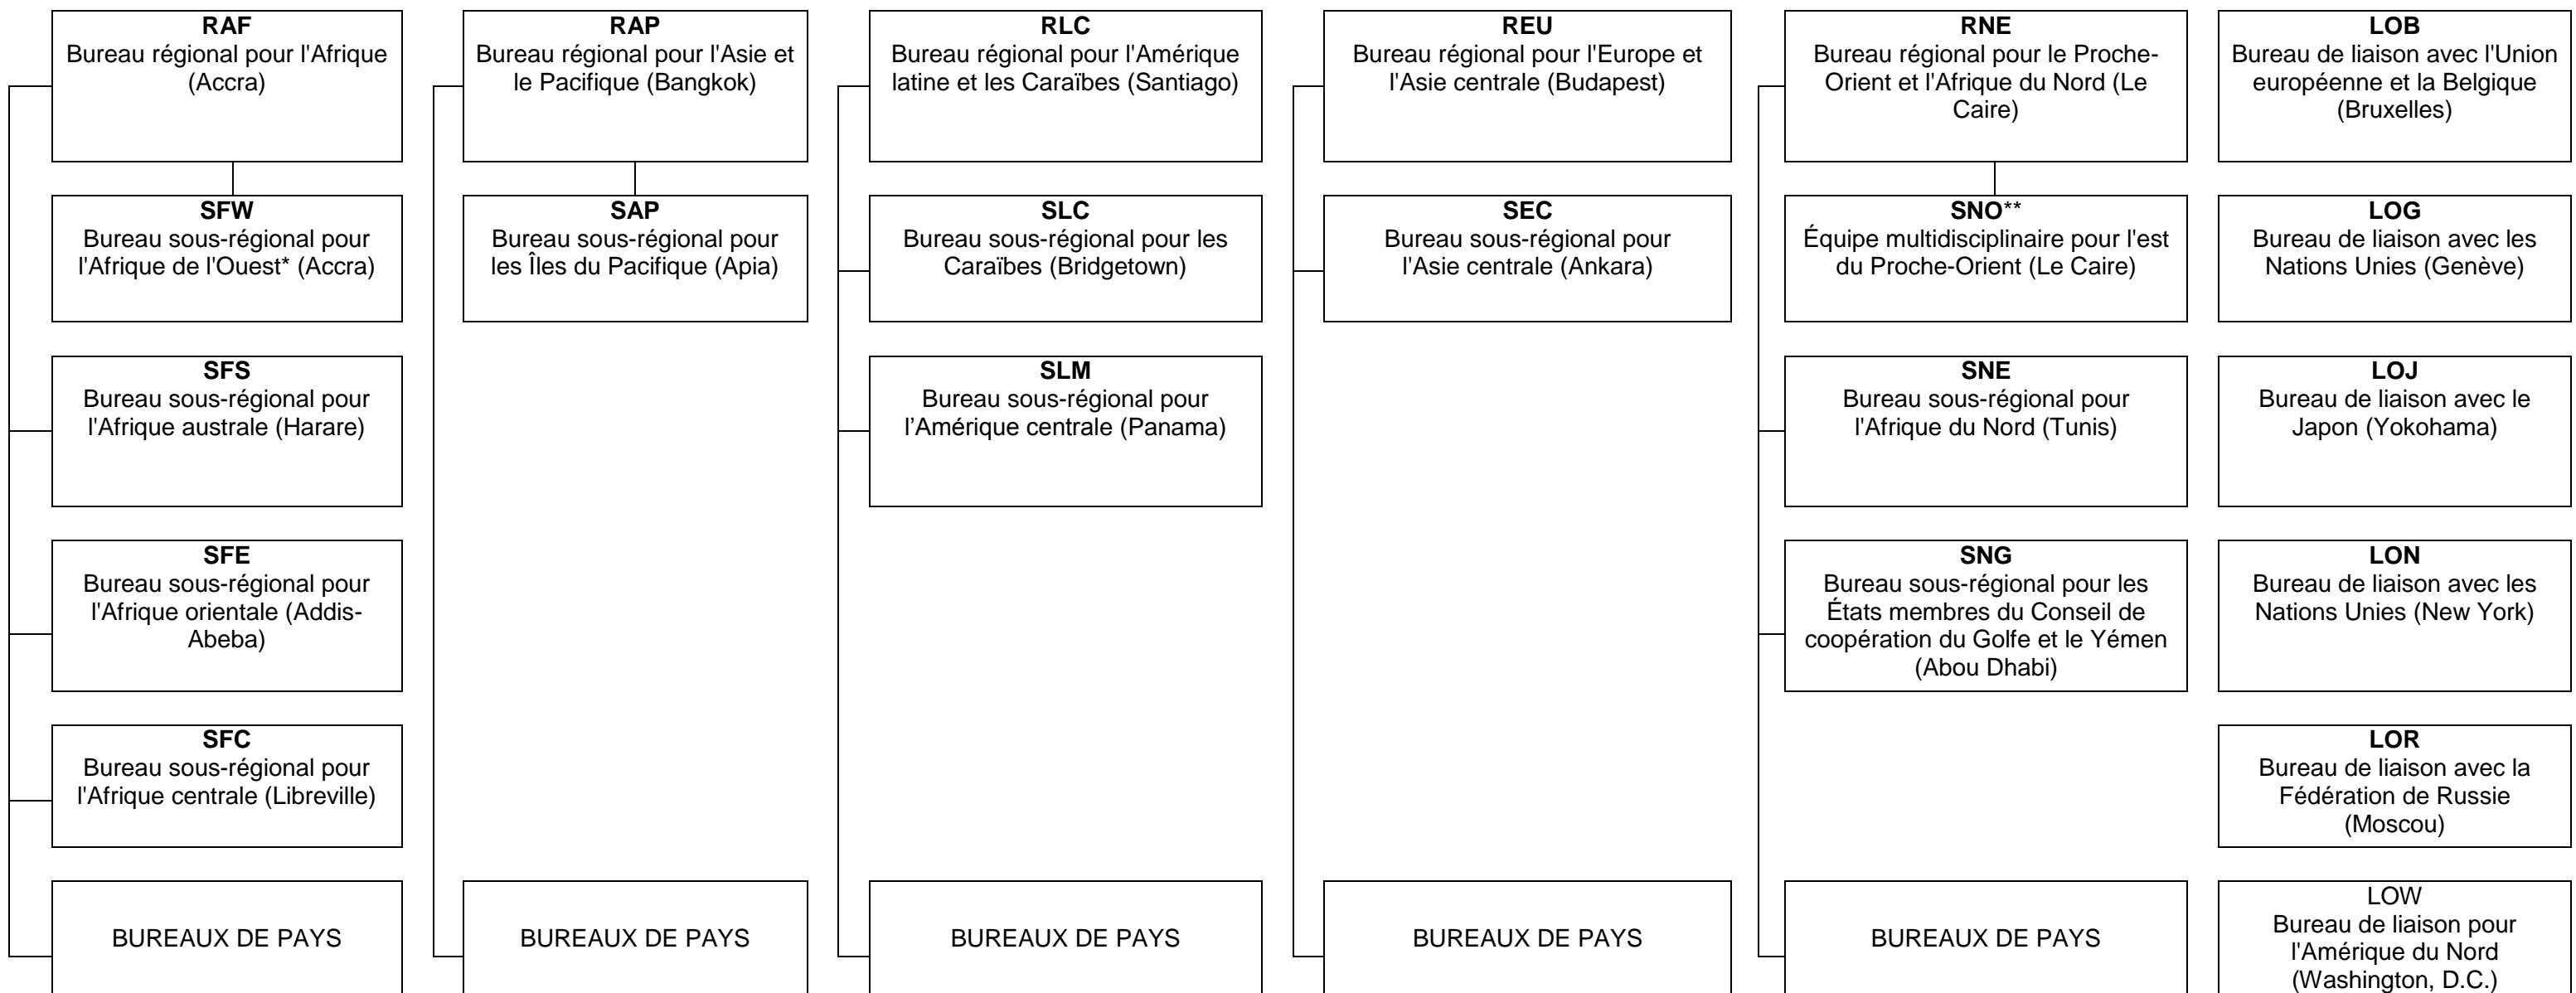 RAF
Bureau régional pour l'Afrique
(Accra)
RAP
Bureau régional pour l'Asie et
le Pacifique (Bangkok)
RLC
Bureau régional pour l'Amérique
latine et les Caraïbes (Santiago)
REU
Bureau régional pour l'Europe et
l'Asie centrale (Budapest)
RNE
Bureau régional pour le Proche-
Orient et l'Afrique du Nord (Le
Caire)
LOB
Bureau de liaison avec l'Union
européenne et la Belgique
(Bruxelles)
SFW
Bureau sous-régional pour
l'Afrique de l'Ouest* (Accra)
SAP
Bureau sous-régional pour
les Îles du Pacifique (Apia)
SLC
Bureau sous-régional pour les
Caraïbes (Bridgetown)
SEC
Bureau sous-régional pour
l'Asie centrale (Ankara)
SNO**
Équipe multidisciplinaire pour l'est
du Proche-Orient (Le Caire)
LOG
Bureau de liaison avec les
Nations Unies (Genève)
SFS
Bureau sous-régional pour
l'Afrique australe (Harare)
SLM
Bureau sous-régional pour
l’Amérique centrale (Panama)
SNE
Bureau sous-régional pour
l'Afrique du Nord (Tunis)
LOJ
Bureau de liaison avec le
Japon (Yokohama)
SFE
Bureau sous-régional pour
l'Afrique orientale (Addis-
Abeba)
SNG
Bureau sous-régional pour les
États membres du Conseil de
coopération du Golfe et le Yémen
(Abou Dhabi)
LON
Bureau de liaison avec les
Nations Unies (New York)
SFC
Bureau sous-régional pour
l'Afrique centrale (Libreville)
LOR
Bureau de liaison avec la
Fédération de Russie
(Moscou)
BUREAUX DE PAYS
BUREAUX DE PAYS
BUREAUX DE PAYS
BUREAUX DE PAYS
BUREAUX DE PAYS
LOW
Bureau de liaison pour
l'Amérique du Nord
(Washington, D.C.)